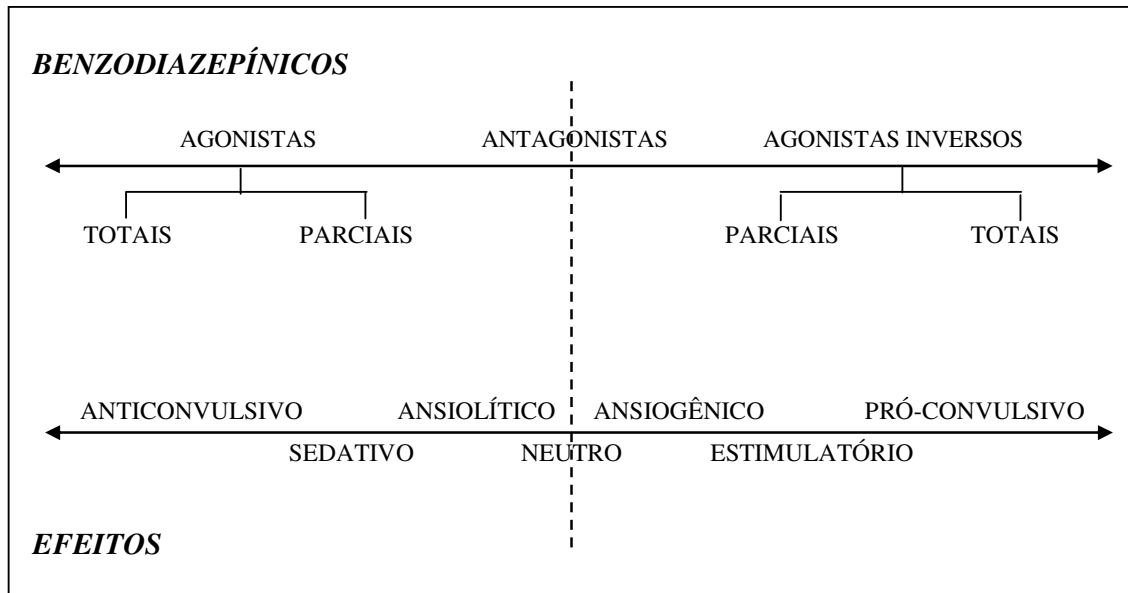 BENZODIAZEPÍNICOS
AGONISTAS ANTAGONISTAS AGONISTAS INVERSOS
TOTAIS PARCIAIS PARCIAIS TOTAIS
ANTICONVULSIVO ANSIOLÍTICO ANSIOGÊNICO PRÓ-CONVULSIVO
SEDATIVO NEUTRO ESTIMULATÓRIO
EFEITOS